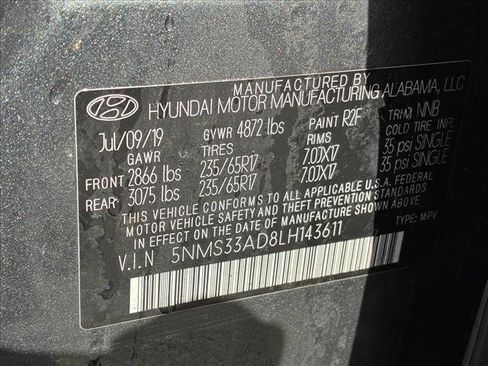 MANUFACTURED BY
HYUNDAI MOTOR MANUFACTURING ALABAMA, LLC
Jul/09/19 GVWR 4872 lbs PAINT R2F TRIM NNB
GAWR TIRES RIMS COLD TIRE INFL
FRONT 2866 lbs 235/65R17 7.0JX17 35 psi SINGLE
REAR 3075 lbs 235/65R17 7.0JX17 35 psi SINGLE
THIS VEHICLE CONFORMS TO ALL APPLICABLE U.S.A. FEDERAL
MOTOR VEHICLE SAFETY AND THEFT PREVENTION STANDARDS
IN EFFECT ON THE DATE OF MANUFACTURE SHOWN ABOVE.
V.I.N 5NMS33AD8LH143611 TYPE: MPV